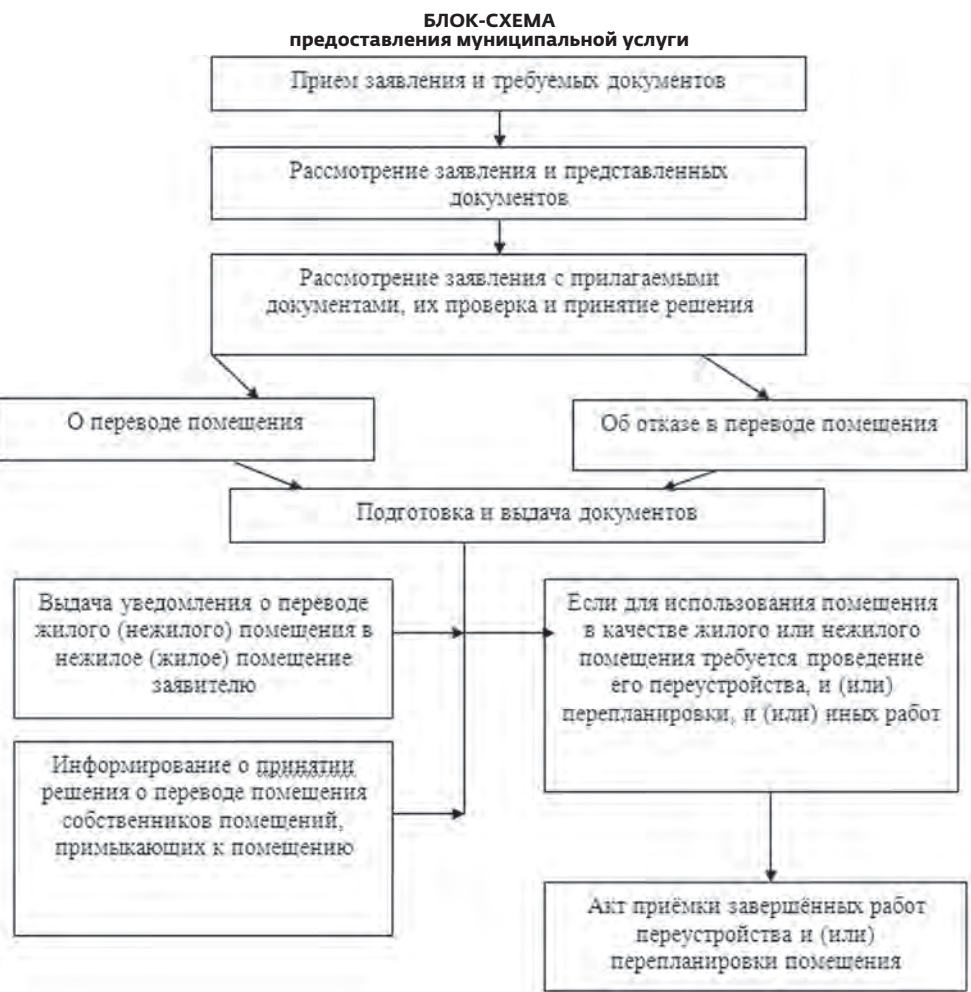 БЛОК-СХЕМА
предоставления муниципальной услуги
Прием заявления и требуемых документов
Рассмотрение заявления и представленных
документов
Рассмотрение заявления с прилагаемыми
документами, их проверка и принятие решения
О переводе помещения
Об отказе в переводе помещения
Подготовка и выдача документов
Выдача уведомления о переводе
жилого (нежилого) помещения в
нежилое (жилое) помещение
заявителю
Если для использования помещения
в качестве жилого или нежилого
помещения требуется проведение
его переустройства, и (или)
перепланировки, и (или) иных работ
Информирование о принятии
решения о переводе помещения
собственников помещений,
примыкающих к помещению
Акт приёмки завершённых работ
переустройства и (или)
перепланировки помещения